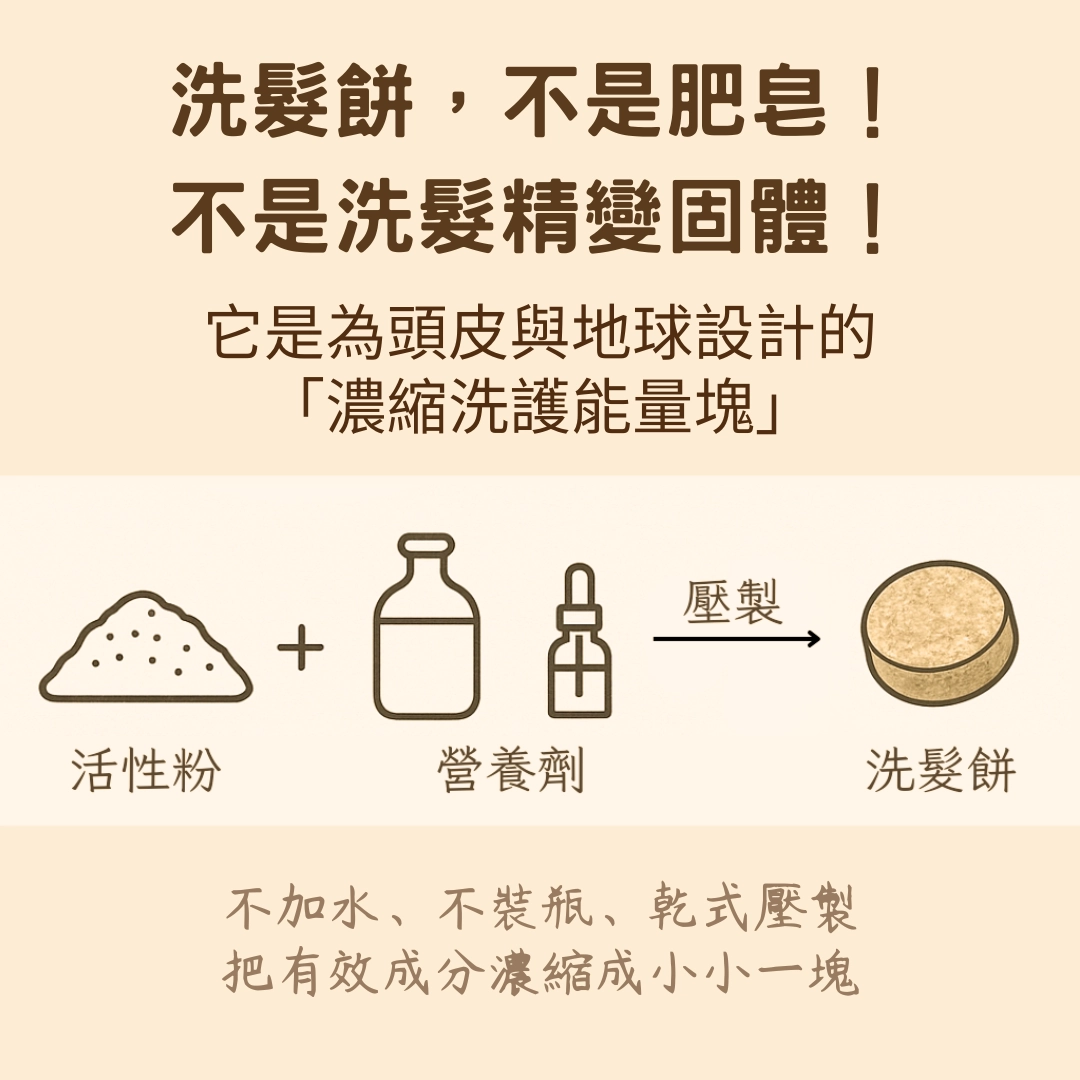 洗髮餅，不是肥皂！
不是洗髮精變固體！
它是為頭皮與地球設計的
「濃縮洗護能量塊」
壓製
活性粉
營養劑
洗髮餅
不加水、不裝瓶、乾式壓製
把有效成分濃縮成小小一塊